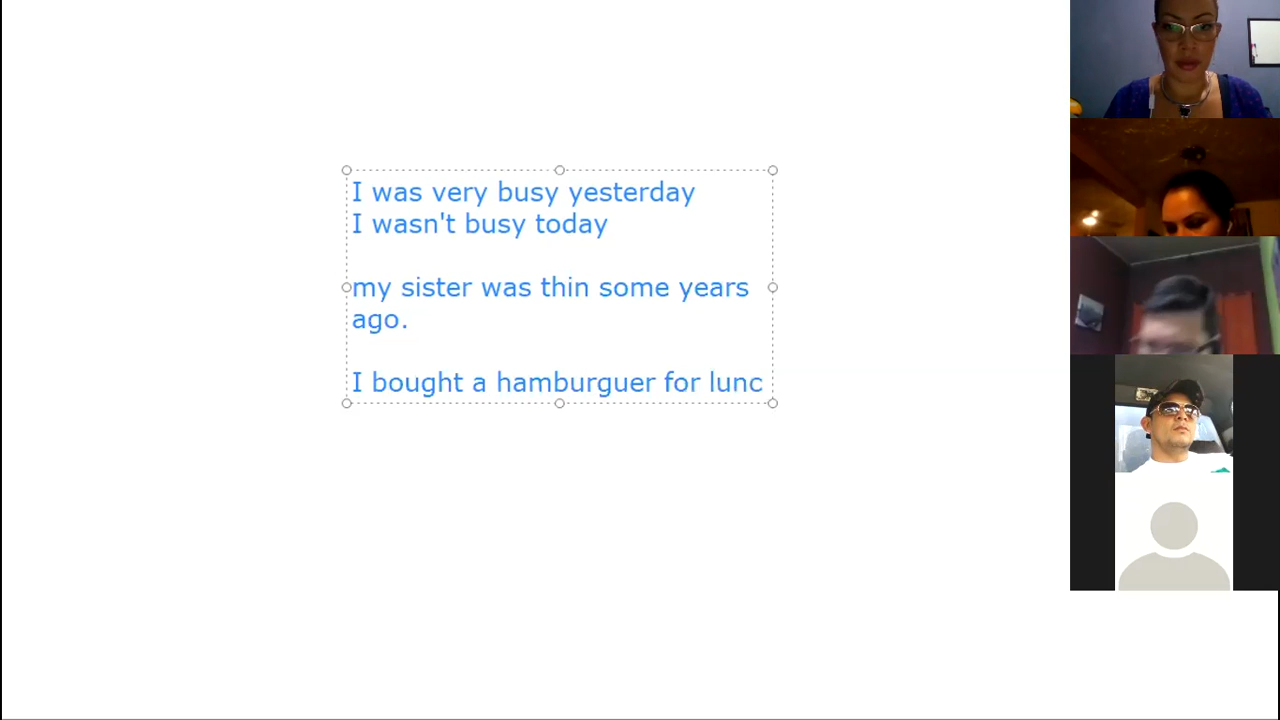 I was very busy yesterday
I wasn't busy today
my sister was thin some years
ago.
I bought a hamburguer for lunc